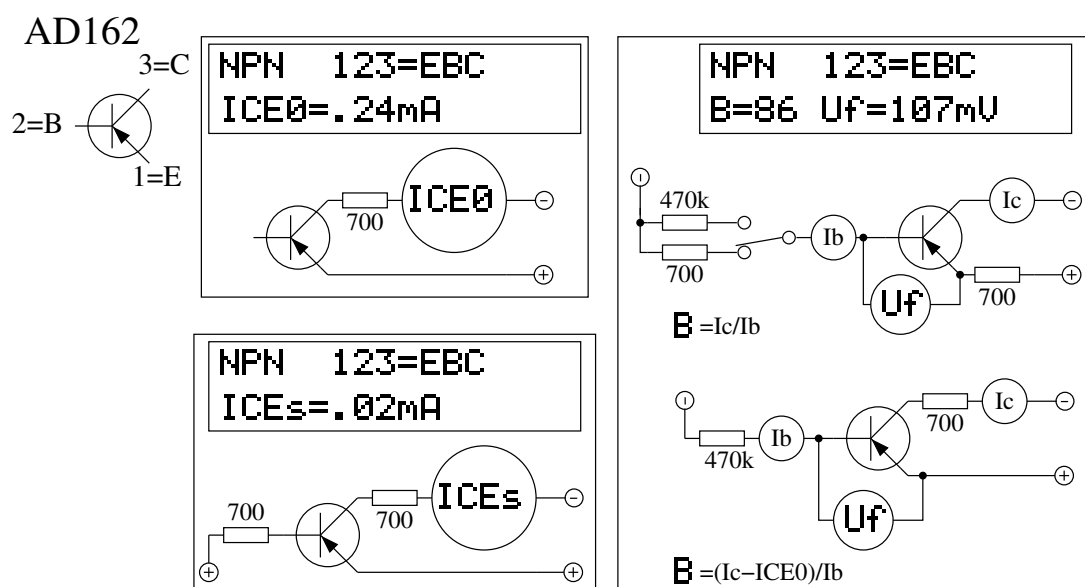 AD162
3=C
2=B
1=E
NPN 123=EBC
ICE0=.24mA
700
ICE0
−
+
NPN 123=EBC
ICEs=.02mA
700
700
ICEs
−
+
+
NPN 123=EBC
B=86 Uf=107mV
−
470k
700
Ib
Ic
−
Uf
700
+
B =Ic/Ib
−
470k
Ib
700
Ic
−
+
Uf
B =(Ic−ICE0)/Ib